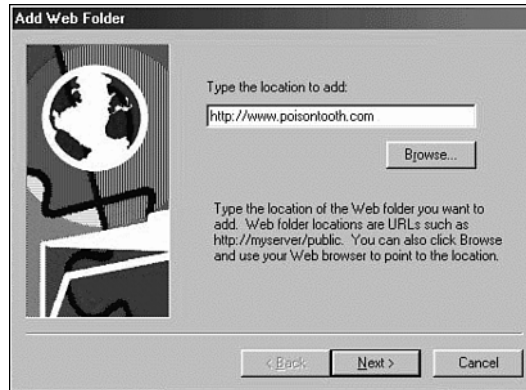 Add Web Folder
Type the location to add:
http://www.poisontooth.com
Browse...
Type the location of the Web folder you want to
add. Web folder locations are URLs such as
http://myserver/public. You can also click Browse
and use your Web browser to point to the location.
< Back
Next >
Cancel